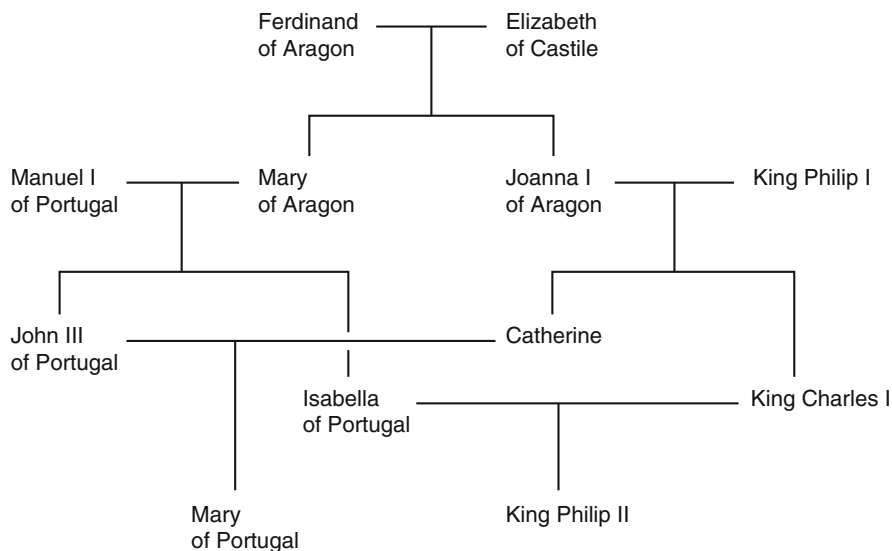 Ferdinand
of Aragon
Elizabeth
of Castile
Manuel I
of Portugal
Mary
of Aragon
Joanna I
of Aragon
King Philip I
John III
of Portugal
Catherine
Isabella
of Portugal
King Charles I
Mary
of Portugal
King Philip II